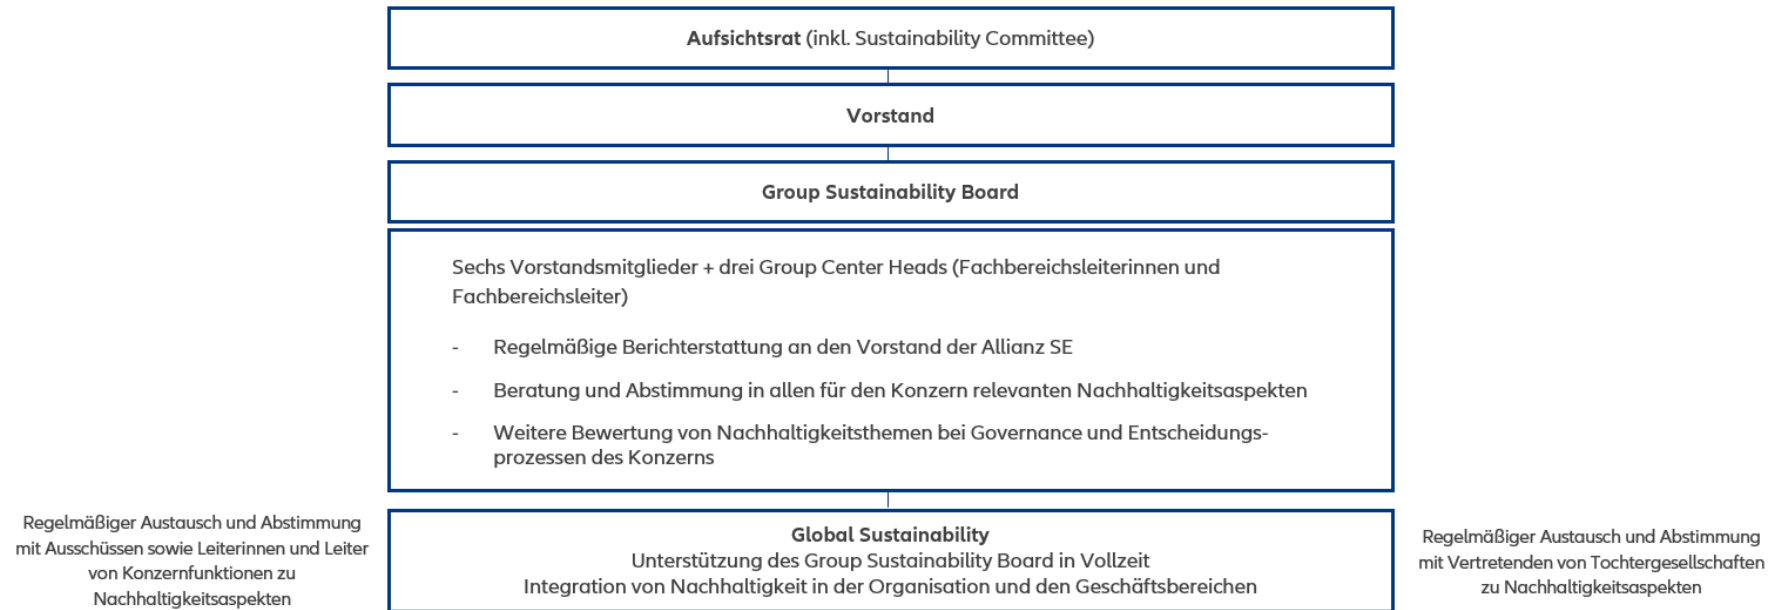 Aufsichtsrat (inkl. Sustainability Committee)
Vorstand
Group Sustainability Board
Sechs Vorstandsmitglieder + drei Group Center Heads (Fachbereichsleiterinnen und
Fachbereichsleiter)
- Regelmäßige Berichterstattung an den Vorstand der Allianz SE
- Beratung und Abstimmung in allen für den Konzern relevanten Nachhaltigkeitsaspekten
- Weitere Bewertung von Nachhaltigkeitsthemen bei Governance und Entscheidungs-
prozessen des Konzerns
Regelmäßiger Austausch und Abstimmung
mit Ausschüssen sowie Leiterinnen und Leiter
von Konzernfunktionen zu
Nachhaltigkeitsaspekten
Global Sustainability
Unterstützung des Group Sustainability Board in Vollzeit
Integration von Nachhaltigkeit in der Organisation und den Geschäftsbereichen
Regelmäßiger Austausch und Abstimmung
mit Vertretenden von Tochtergesellschaften
zu Nachhaltigkeitsaspekten